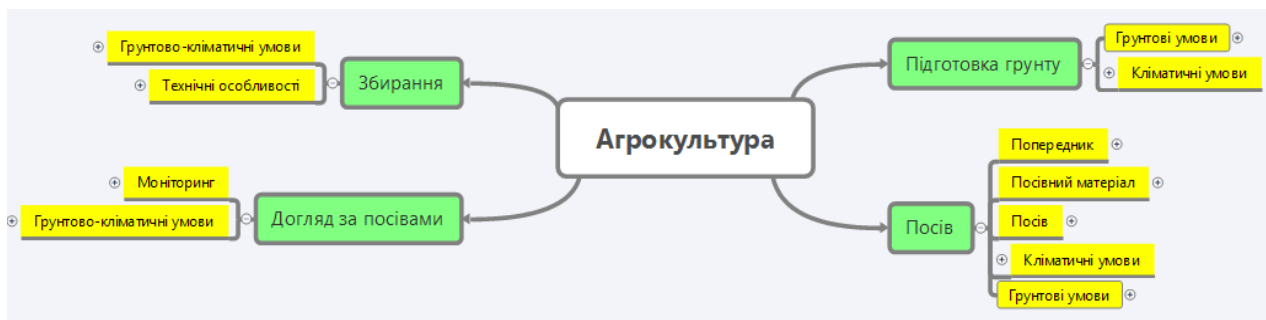 Агрокультура
Підготовка грунту
Грунтові умови
Кліматичні умови
Посів
Попередник
Посівний матеріал
Посів
Кліматичні умови
Грунтові умови
Догляд за посівами
Моніторинг
Грунтово-кліматичні умови
Збирання
Грунтово-кліматичні умови
Технічні особливості